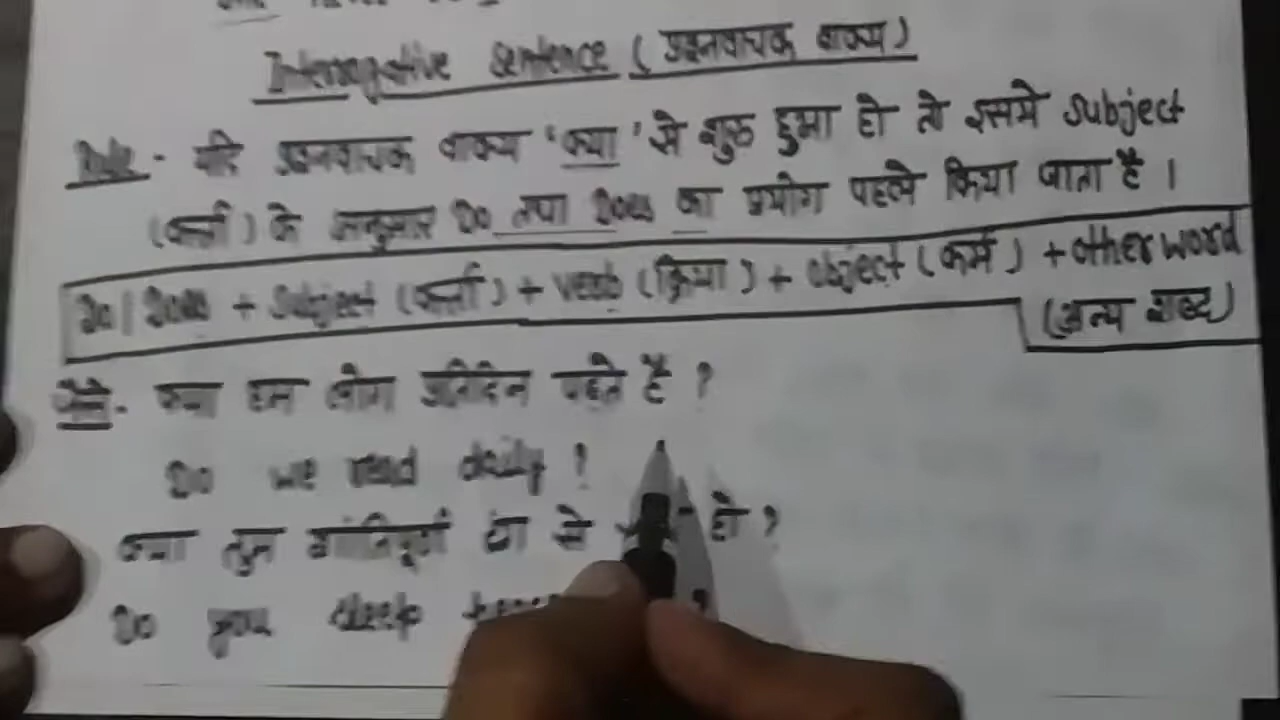 Interrogative Sentence (प्रश्नवाचक वाक्य)
Rule - यदि प्रश्नवाचक वाक्य 'क्या' से शुरू हुआ हो तो इसमे Subject
(कर्ता) के अनुसार Do तथा Does का प्रयोग पहले किया जाता है ।
Do / Does + Subject (कर्ता) + verb (क्रिया) + object (कर्म) + other word
(अन्य शब्द)
जैसे - क्या हम लोग प्रतिदिन पढ़ते है ?
Do we read daily ?
क्या तुम शांतिपूर्ण ढंग से हो ?
Do you sleep ?